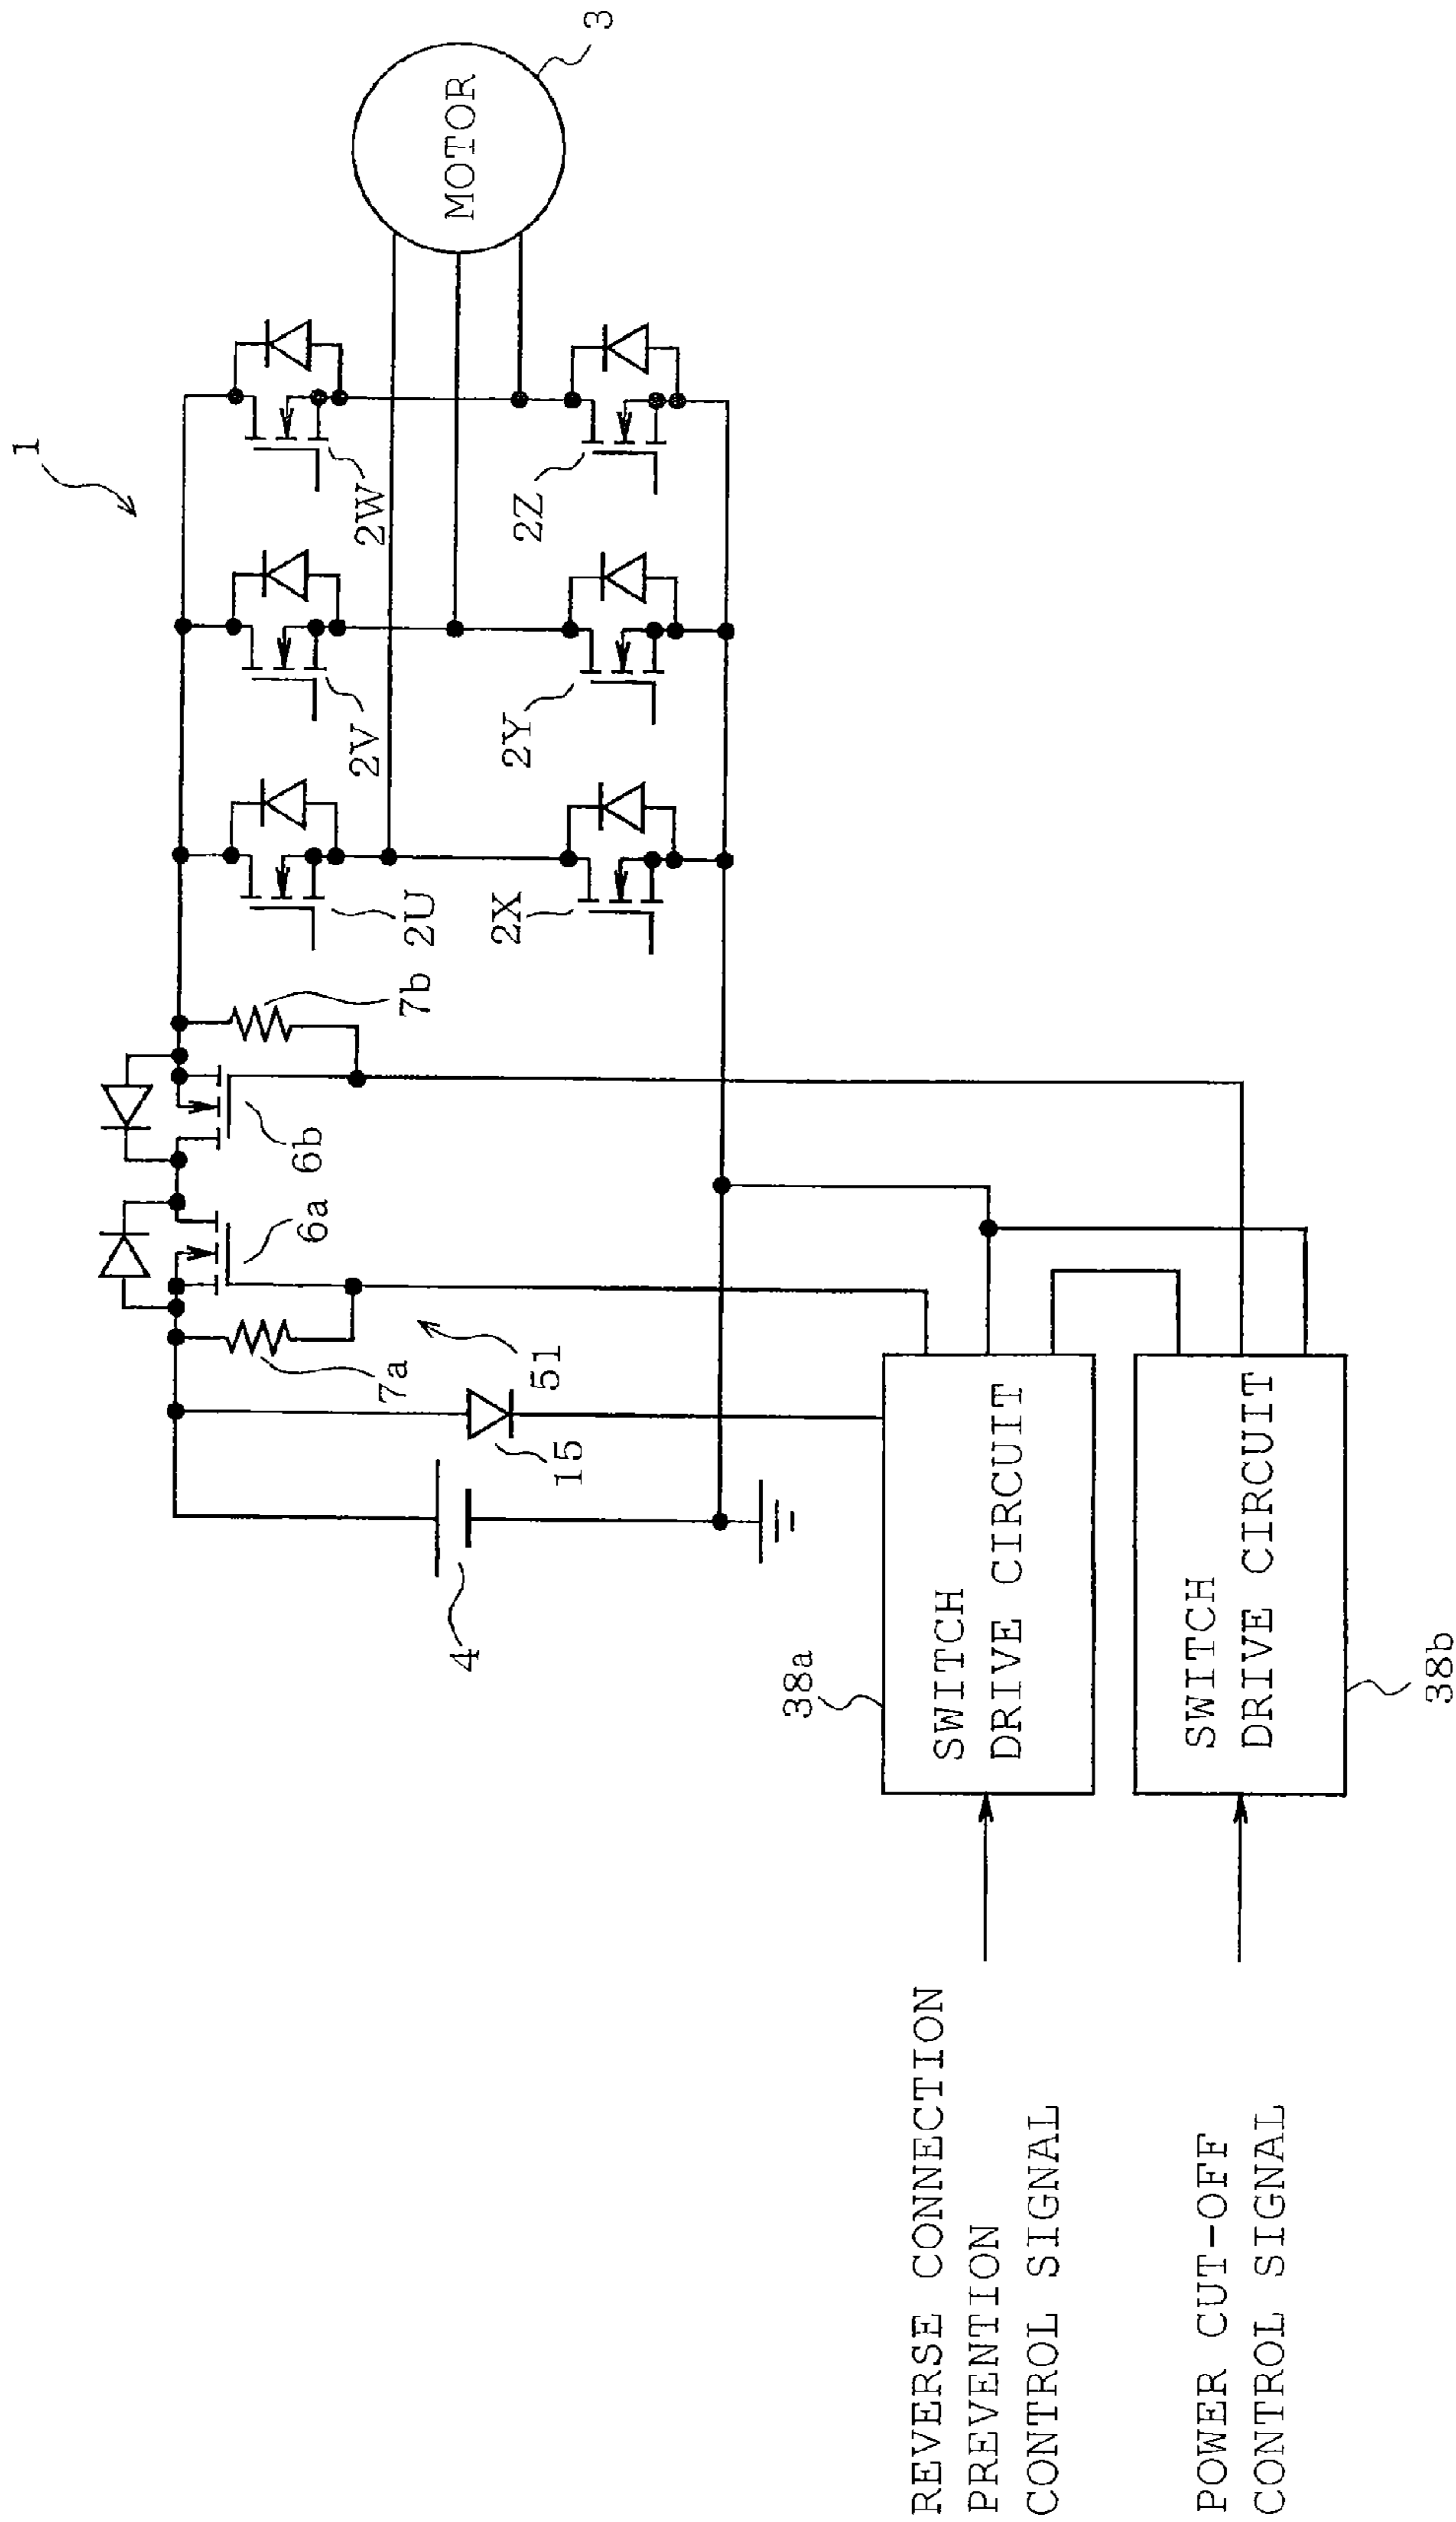 1
6a
6b
7a
7b
51
15
4
2U
2V
2W
2X
2Y
2Z
MOTOR
3
REVERSE CONNECTION
PREVENTION
CONTROL SIGNAL
38a
SWITCH
DRIVE CIRCUIT
POWER CUT-OFF
CONTROL SIGNAL
SWITCH
DRIVE CIRCUIT
38b